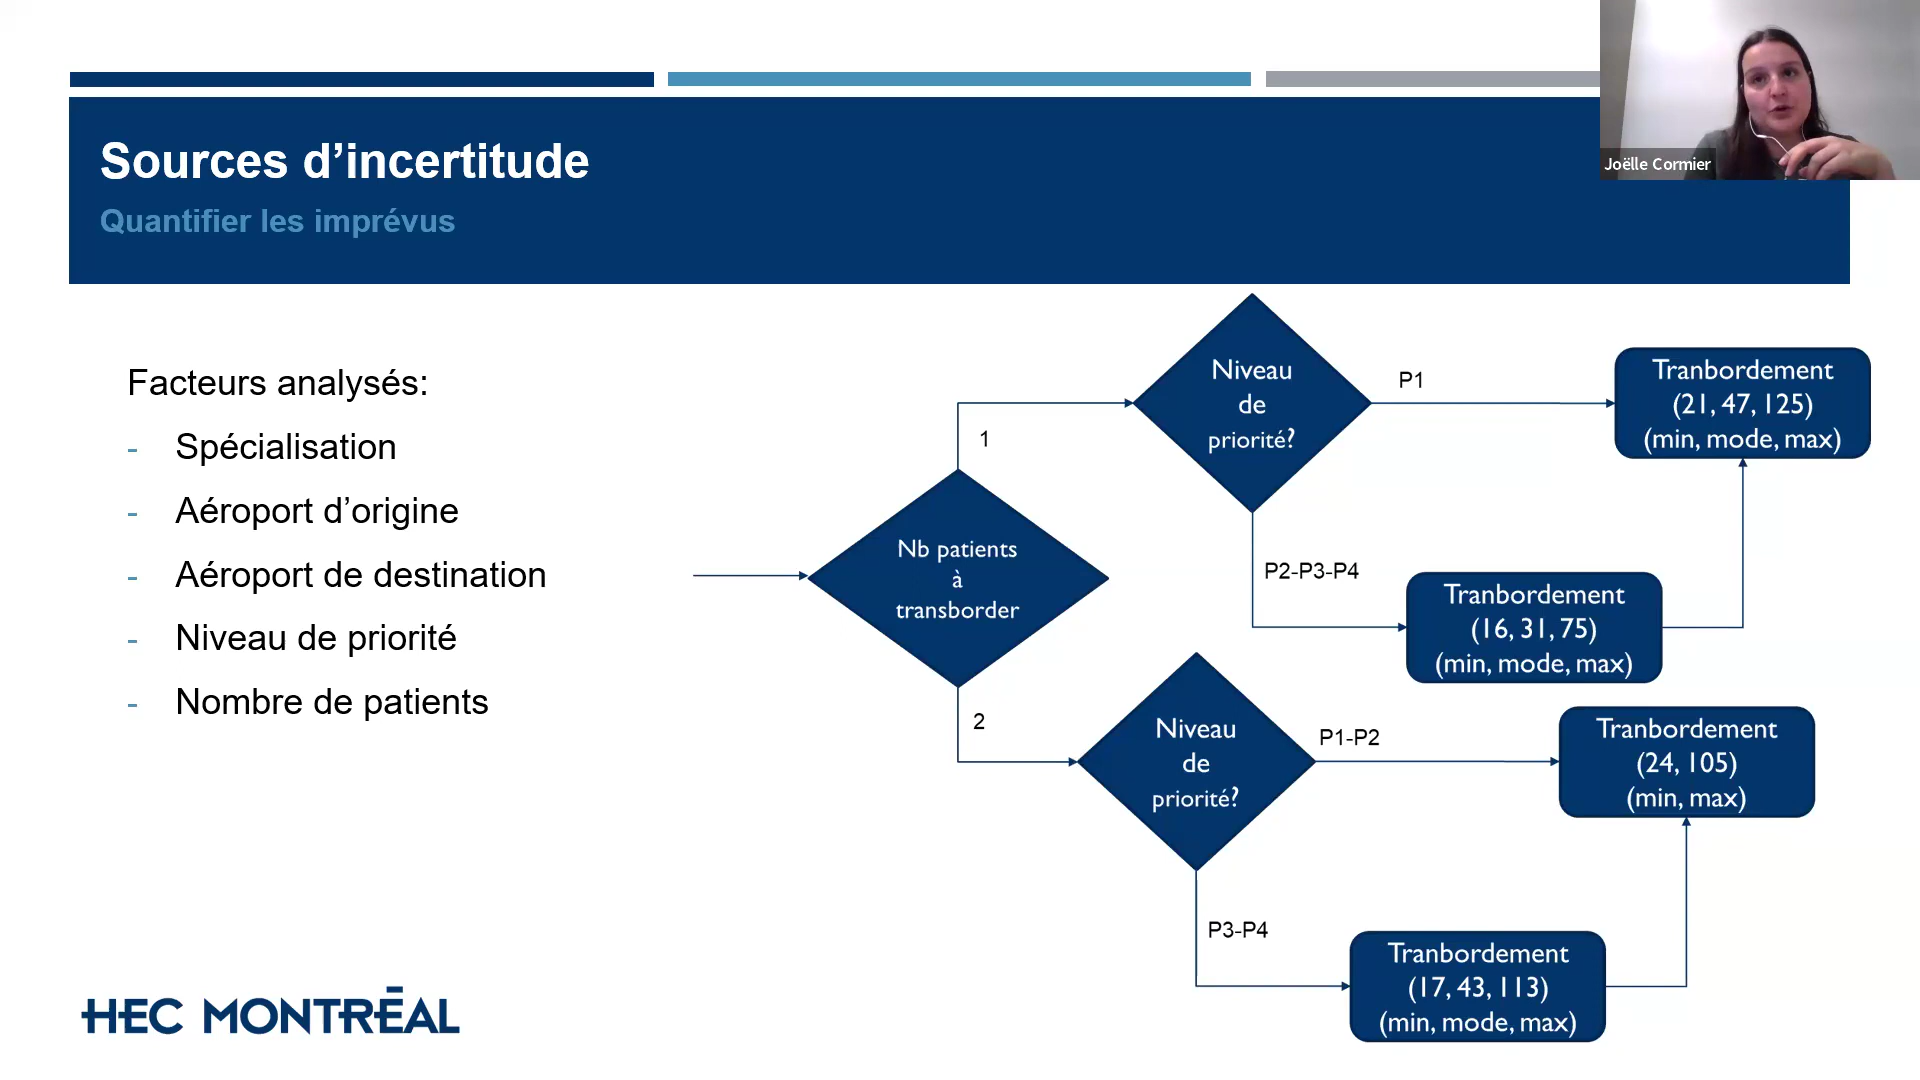 Joëlle Cormier
Sources d’incertitude
Quantifier les imprévus
Facteurs analysés:
- Spécialisation
- Aéroport d’origine
- Aéroport de destination
- Niveau de priorité
- Nombre de patients
Nb patients
à
transborder
1
Niveau
de
priorité?
P1
Tranbordement
(21, 47, 125)
(min, mode, max)
P2-P3-P4
Tranbordement
(16, 31, 75)
(min, mode, max)
2
Niveau
de
priorité?
P1-P2
Tranbordement
(24, 105)
(min, max)
P3-P4
Tranbordement
(17, 43, 113)
(min, mode, max)
HEC MONTRĒAL